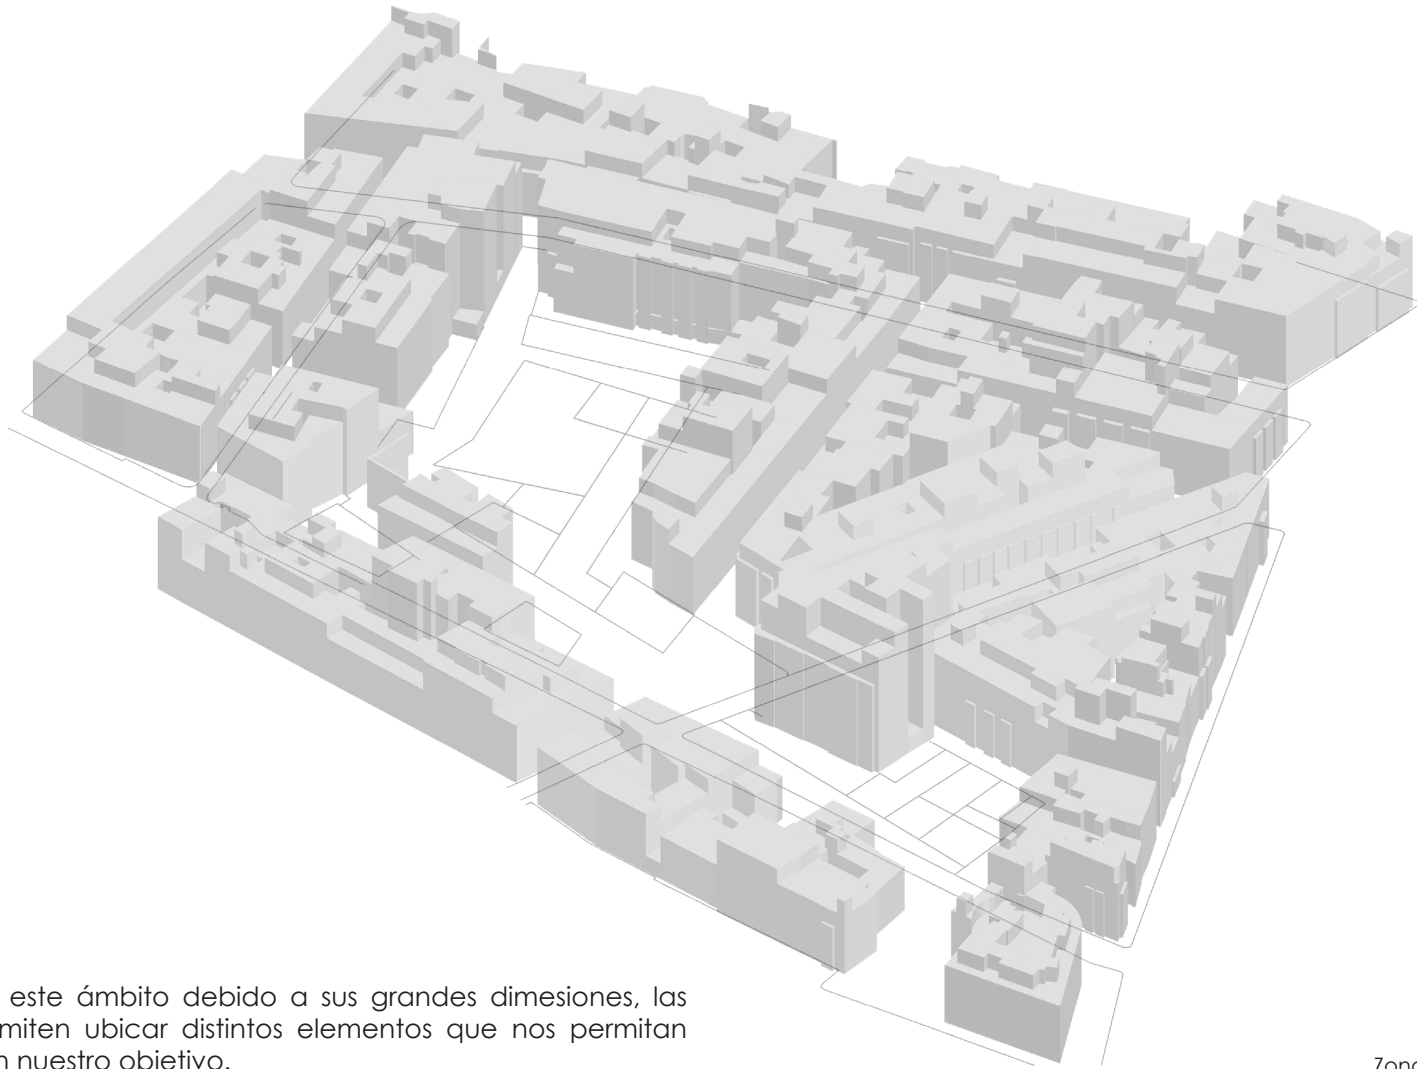 este ámbito debido a sus grandes dimesiones, las
miten ubicar distintos elementos que nos permitan
nuestro objetivo.